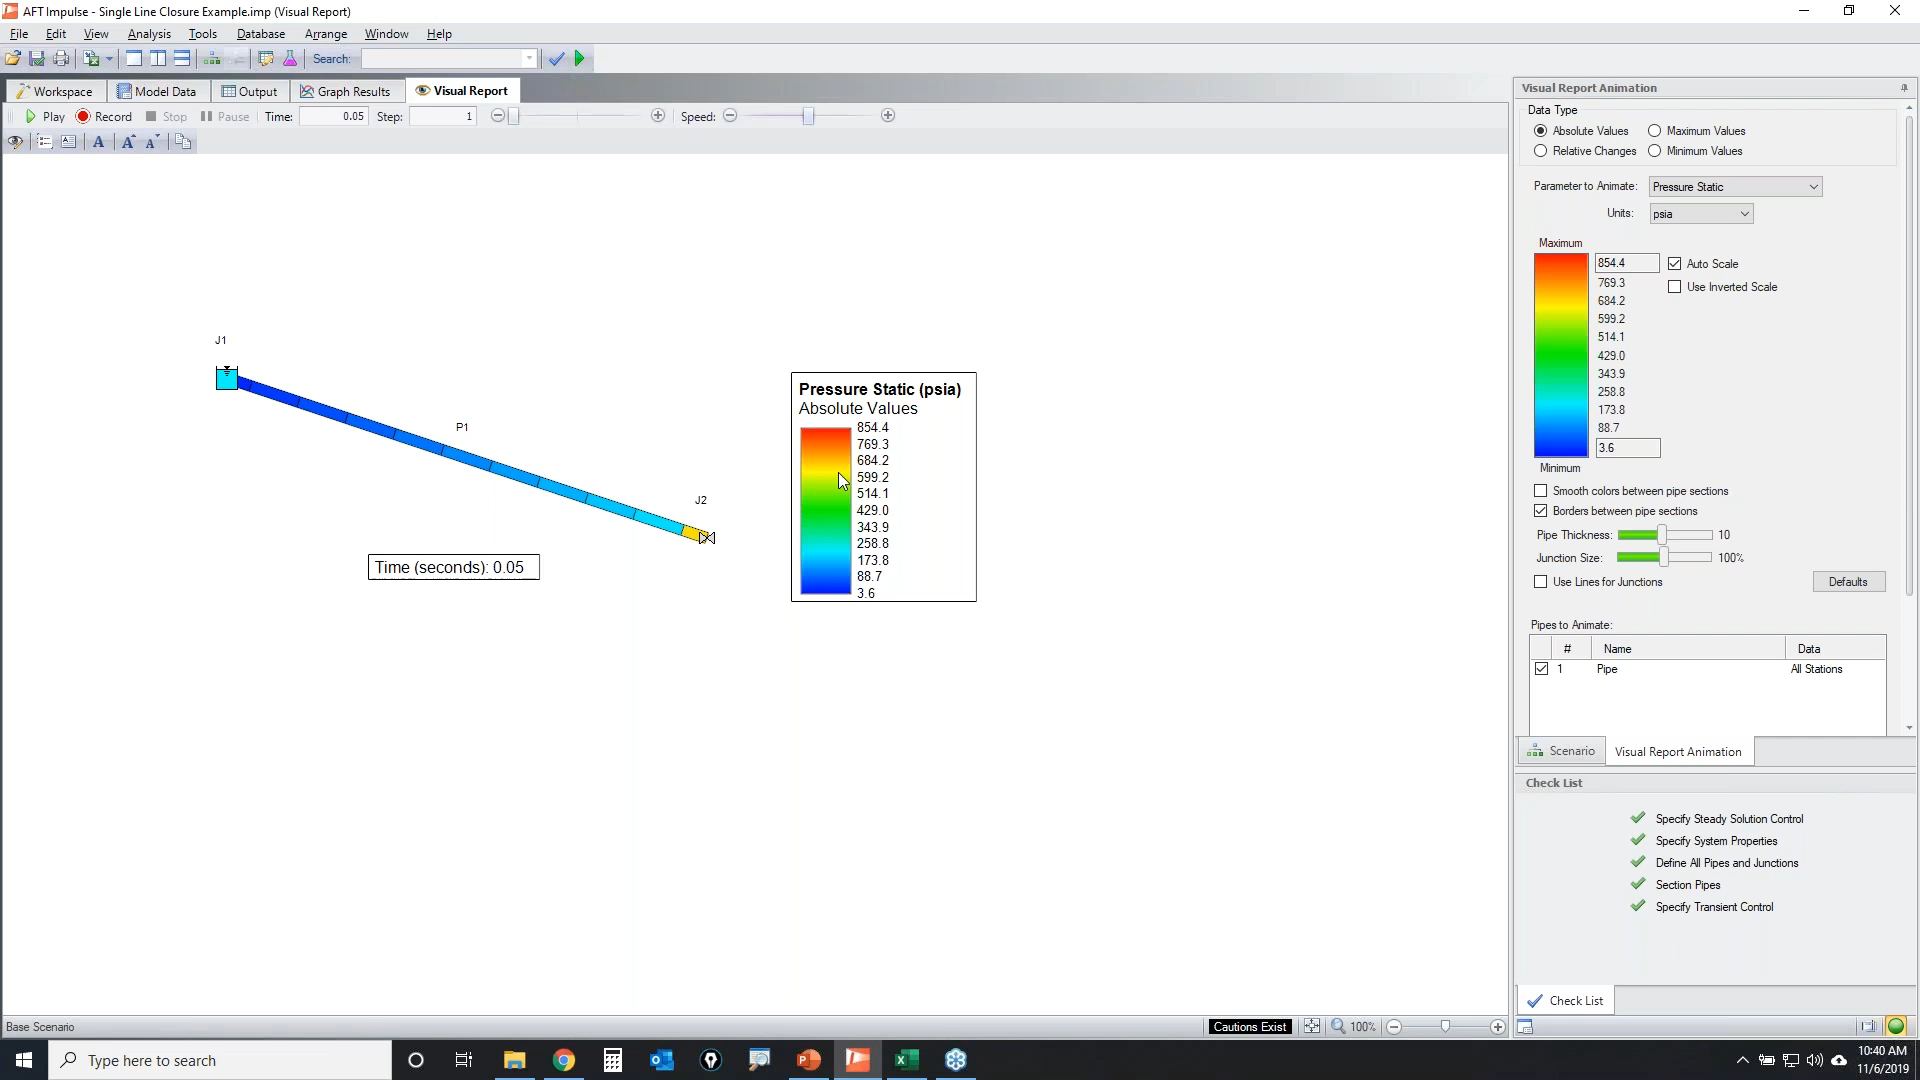 AFT Impulse - Single Line Closure Example.imp (Visual Report)
File Edit View Analysis Tools Database Arrange Window Help
Search:
Workspace Model Data Output Graph Results Visual Report
Play Record Stop Pause Time: 0.05 Step: 1 Speed:
A A A
J1
P1
J2
Time (seconds): 0.05
Pressure Static (psia)
Absolute Values
854.4
769.3
684.2
599.2
514.1
429.0
343.9
258.8
173.8
88.7
3.6
Visual Report Animation
Data Type
Absolute Values Maximum Values
Relative Changes Minimum Values
Parameter to Animate: Pressure Static
Units: psia
Maximum
854.4 Auto Scale
769.3
Use Inverted Scale
684.2
599.2
514.1
429.0
343.9
258.8
173.8
88.7
3.6
Minimum
Smooth colors between pipe sections
Borders between pipe sections
Pipe Thickness: 10
Junction Size: 100%
Use Lines for Junctions Defaults
Pipes to Animate:
# Name Data
1 Pipe All Stations
Scenario Visual Report Animation
Check List
Specify Steady Solution Control
Specify System Properties
Define All Pipes and Junctions
Section Pipes
Specify Transient Control
Check List
Base Scenario Cautions Exist 100%
Type here to search
10:40 AM
11/6/2019